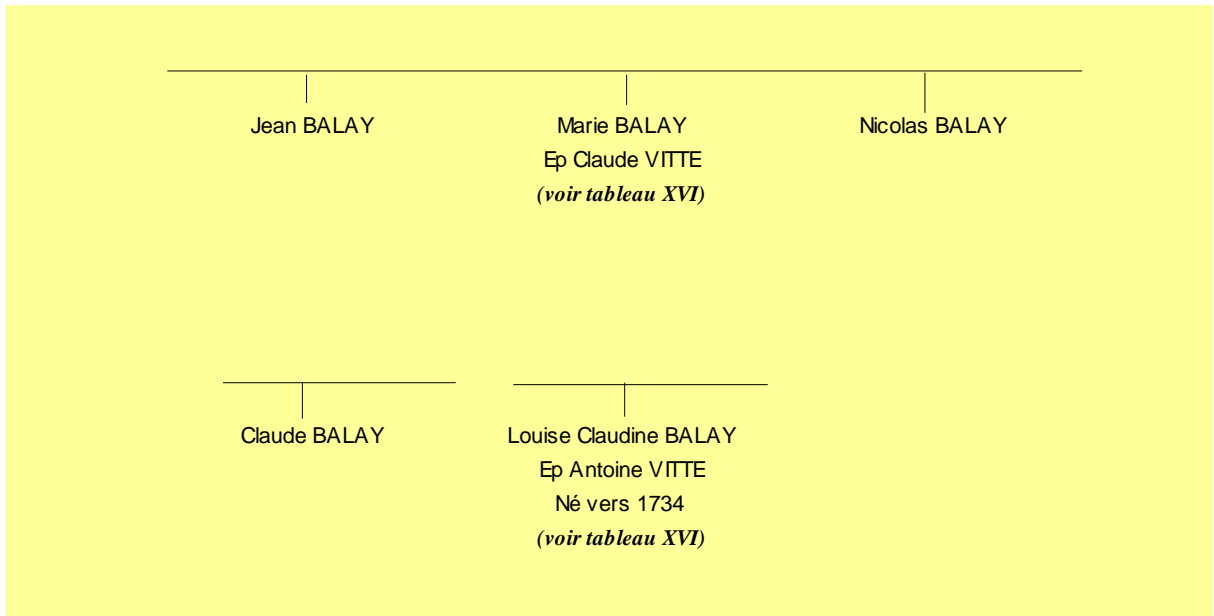 Jean BALAY
Marie BALAY
Nicolas BALAY
Ep Claude VITTE
(voir tableau XVI)
Claude BALAY
Louise Claudine BALAY
Ep Antoine VITTE
Né vers 1734
(voir tableau XVI)